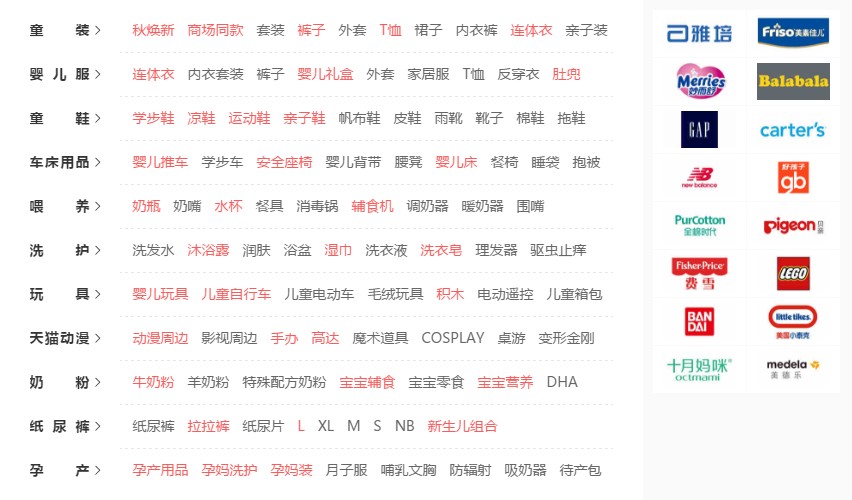 童 装 > 秋焕新 商场同款 套装 裤子 外套 T恤 裙子 内衣裤 连体衣 亲子装
婴 儿 服 > 连体衣 内衣套装 裤子 婴儿礼盒 外套 家居服 T恤 反穿衣 肚兜
童 鞋 > 学步鞋 凉鞋 运动鞋 亲子鞋 帆布鞋 皮鞋 雨靴 靴子 棉鞋 拖鞋
车床用品 > 婴儿推车 学步车 安全座椅 婴儿背带 腰凳 婴儿床 餐椅 睡袋 抱被
喂 养 > 奶瓶 奶嘴 水杯 餐具 消毒锅 辅食机 调奶器 暖奶器 围嘴
洗 护 > 洗发水 沐浴露 润肤 浴盆 湿巾 洗衣液 洗衣皂 理发器 驱虫止痒
玩 具 > 婴儿玩具 儿童自行车 儿童电动车 毛绒玩具 积木 电动遥控 儿童箱包
天猫动漫 > 动漫周边 影视周边 手办 高达 魔术道具 COSPLAY 桌游 变形金刚
奶 粉 > 牛奶粉 羊奶粉 特殊配方奶粉 宝宝辅食 宝宝零食 宝宝营养 DHA
纸 尿 裤 > 纸尿裤 拉拉裤 纸尿片 L XL M S NB 新生儿组合
孕 产 > 孕产用品 孕妈洗护 孕妈装 月子服 哺乳文胸 防辐射 吸奶器 待产包
雅培
Friso美素佳儿
Merries
妙而舒
Balabala
GAP
carter's
new balance
好孩子
gb
PurCotton
全棉时代
pigeon 贝亲
Fisher-Price
费雪
LEGO
BAN
DAI
little tikes
美国小泰克
十月妈咪®
octmami
medela
美德乐